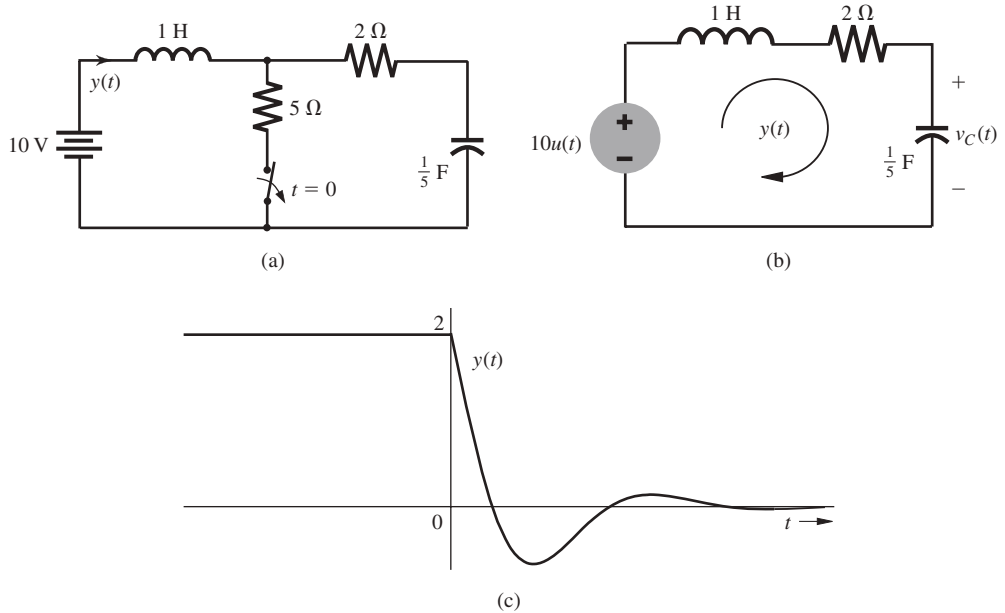 1 H
2 Ω
y(t)
5 Ω
10 V
1/5 F
t = 0
(a)
1 H
2 Ω
+
10u(t)
+
−
y(t)
1/5 F
v_C(t)
−
(b)
2
y(t)
0
t
(c)